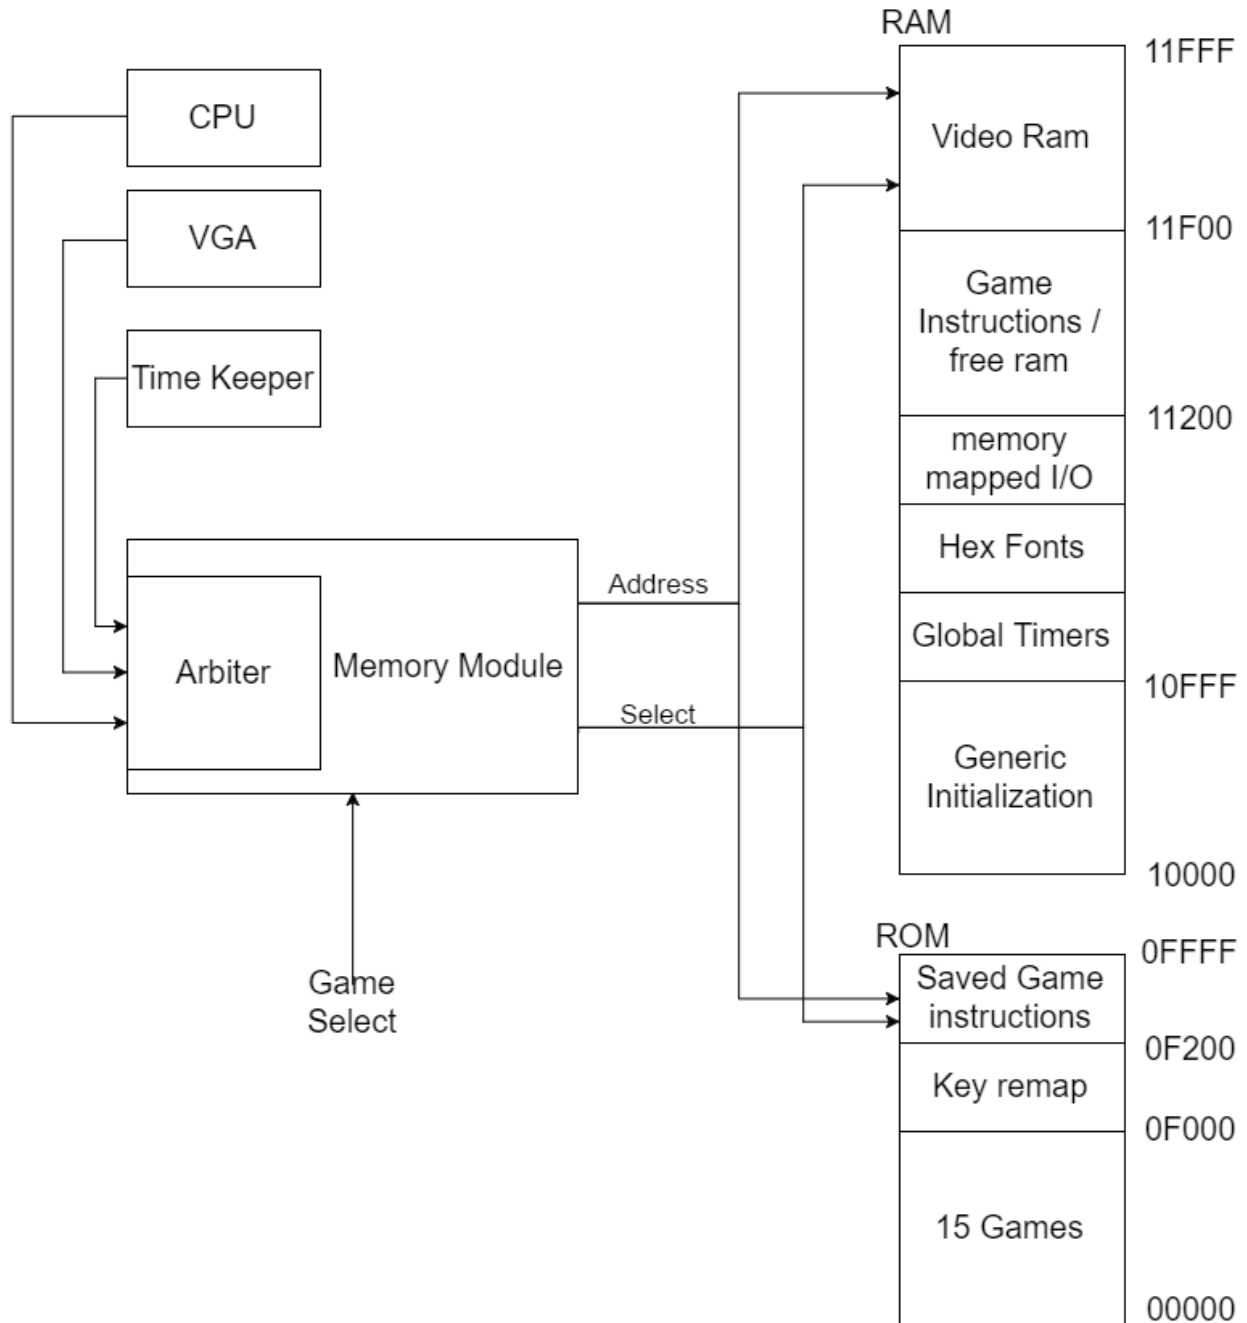 CPU
VGA
Time Keeper
Arbiter
Memory Module
Address
Select
Game
Select
RAM
11FFF
Video Ram
11F00
Game
Instructions /
free ram
11200
memory
mapped I/O
Hex Fonts
Global Timers
10FFF
Generic
Initialization
10000
ROM
0FFFF
Saved Game
instructions
0F200
Key remap
0F000
15 Games
00000